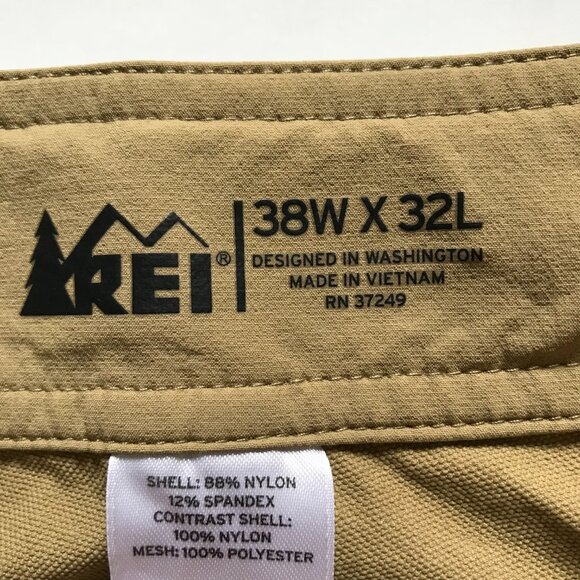 REI®
38W X 32L
DESIGNED IN WASHINGTON
MADE IN VIETNAM
RN 37249
SHELL: 88% NYLON
12% SPANDEX
CONTRAST SHELL:
100% NYLON
MESH: 100% POLYESTER